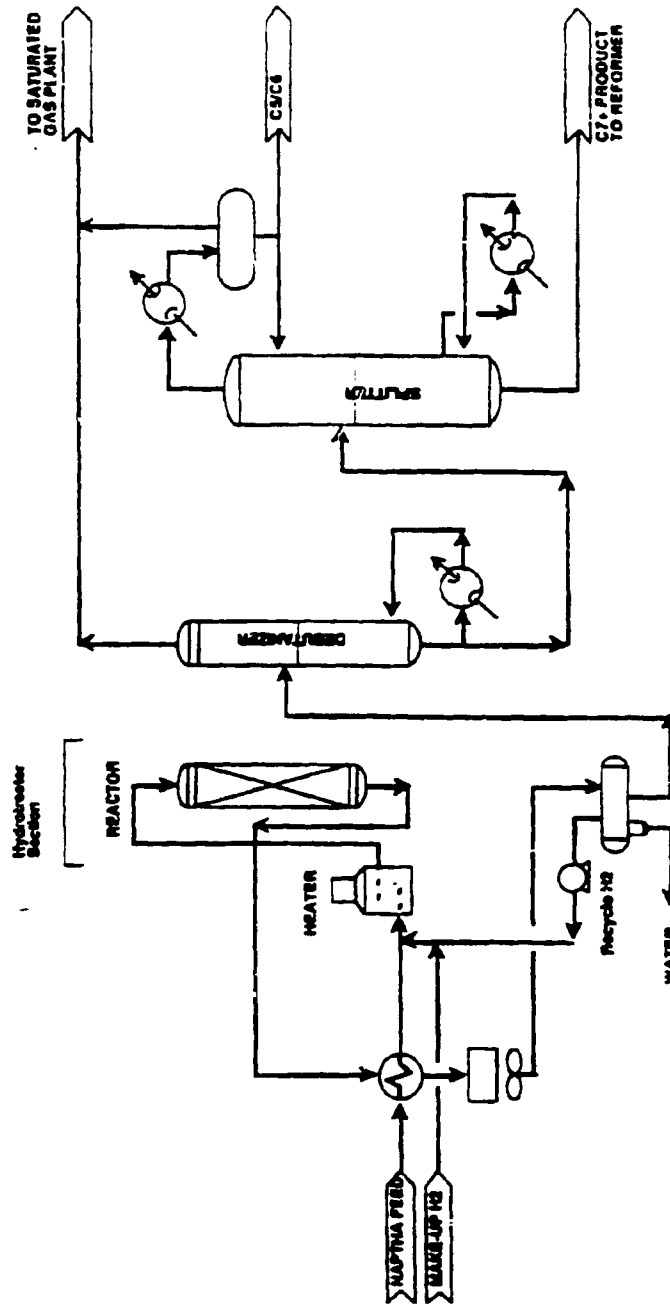 TO SATURATED
GAS PLANT
C5/C6
C7+ PRODUCT
TO REFORMER
SPLITTER
DEBUTANIZER
Hydrotreater
Section
REACTOR
HEATER
Recycle H2
WATER
NAPTHA FEED
MAKE-UP H2